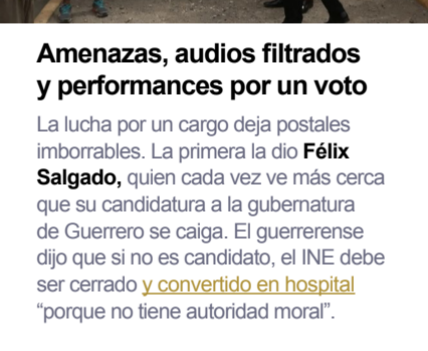 Amenazas, audios filtrados
y performances por un voto
La lucha por un cargo deja postales
imborrables. La primera la dio Félix
Salgado, quien cada vez ve más cerca
que su candidatura a la gubernatura
de Guerrero se caiga. El guerrerense
dijo que si no es candidato, el INE debe
ser cerrado y convertido en hospital
“porque no tiene autoridad moral”.